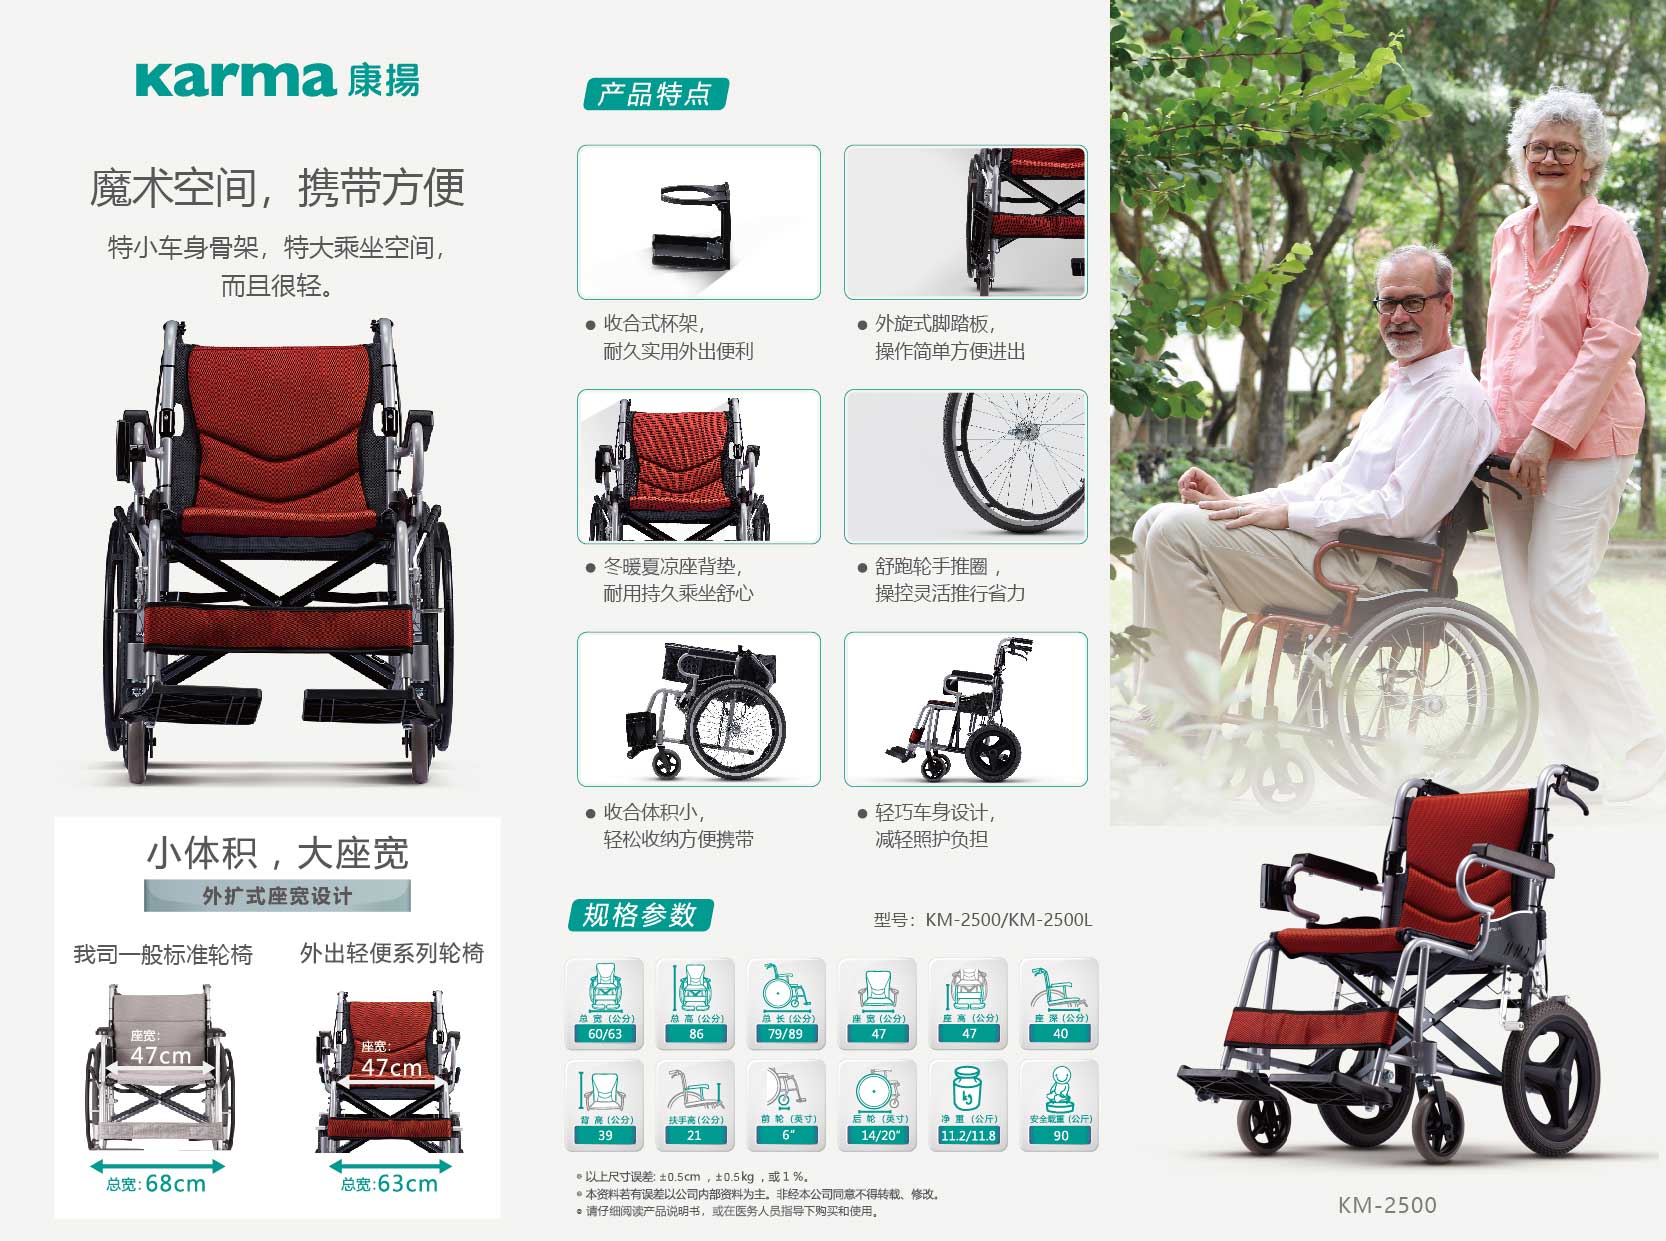 Karma 康揚
魔术空间，携带方便
特小车身骨架，特大乘坐空间，
而且很轻。
小体积，大座宽
外扩式座宽设计
我司一般标准轮椅
外出轻便系列轮椅
座宽：
47cm
座宽：
47cm
总宽：68cm
总宽：63cm
产品特点
● 收合式杯架，
耐久实用外出便利
● 外旋式脚踏板，
操作简单方便进出
● 冬暖夏凉座背垫，
耐用持久乘坐舒心
● 舒跑轮手推圈，
操控灵活推行省力
● 收合体积小，
轻松收纳方便携带
● 轻巧车身设计，
减轻照护负担
规格参数
型号：KM-2500/KM-2500L
总 宽 (公分)
60/63
总 高 (公分)
86
总 长 (公分)
79/89
座 宽 (公分)
47
座 高 (公分)
47
座 深 (公分)
40
背 高 (公分)
39
扶手高 (公分)
21
前 轮 (英寸)
6"
后 轮 (英寸)
14/20"
kg
净 重 (公斤)
11.2/11.8
安全载重 (公斤)
90
以上尺寸误差: ±0.5cm，±0.5kg，或1％。
本资料若有误差以公司内部资料为主。非经本公司同意不得转载、修改。
请仔细阅读产品说明书，或在医务人员指导下购买和使用。
KM-2500